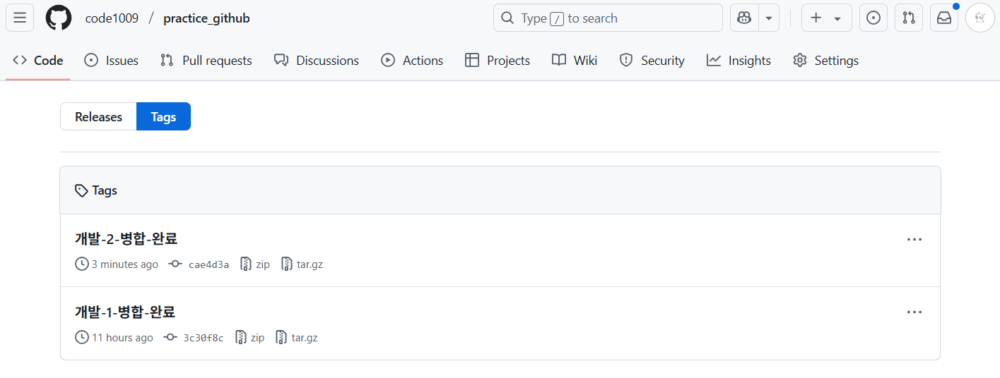 code1009 / practice_github
Type / to search
Code Issues Pull requests Discussions Actions Projects Wiki Security Insights Settings
Releases Tags
Tags
개발-2-병합-완료
3 minutes ago cae4d3a zip tar.gz
개발-1-병합-완료
11 hours ago 3c30f8c zip tar.gz